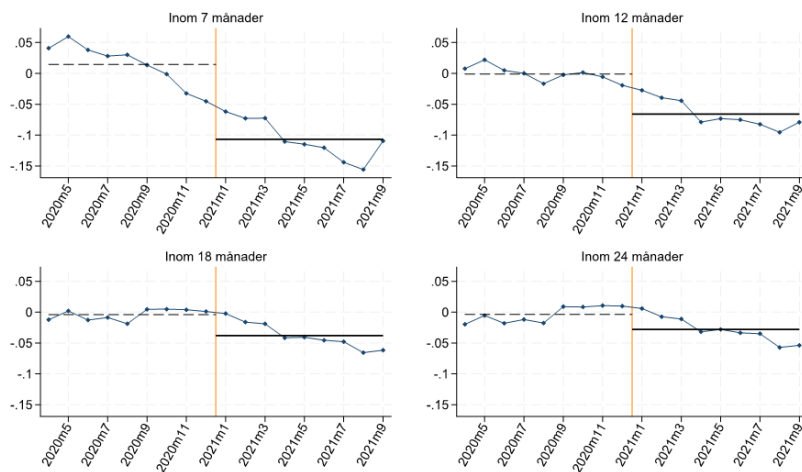 Inom 7 månader
.05
0
-.05
-.1
-.15
2020m5
2020m7
2020m9
2020m11
2021m1
2021m3
2021m5
2021m7
2021m9
Inom 12 månader
.05
0
-.05
-.1
-.15
2020m5
2020m7
2020m9
2020m11
2021m1
2021m3
2021m5
2021m7
2021m9
Inom 18 månader
.05
0
-.05
-.1
-.15
2020m5
2020m7
2020m9
2020m11
2021m1
2021m3
2021m5
2021m7
2021m9
Inom 24 månader
.05
0
-.05
-.1
-.15
2020m5
2020m7
2020m9
2020m11
2021m1
2021m3
2021m5
2021m7
2021m9